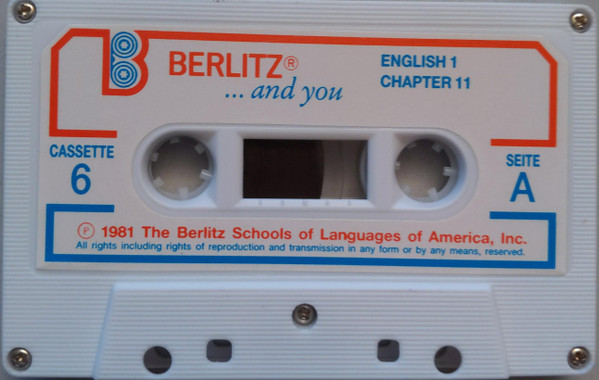 BERLITZ®
... and you
ENGLISH 1
CHAPTER 11
CASSETTE
6
SEITE
A
℗ 1981 The Berlitz Schools of Languages of America, Inc.
All rights including rights of reproduction and transmission in any form or by any means, reserved.